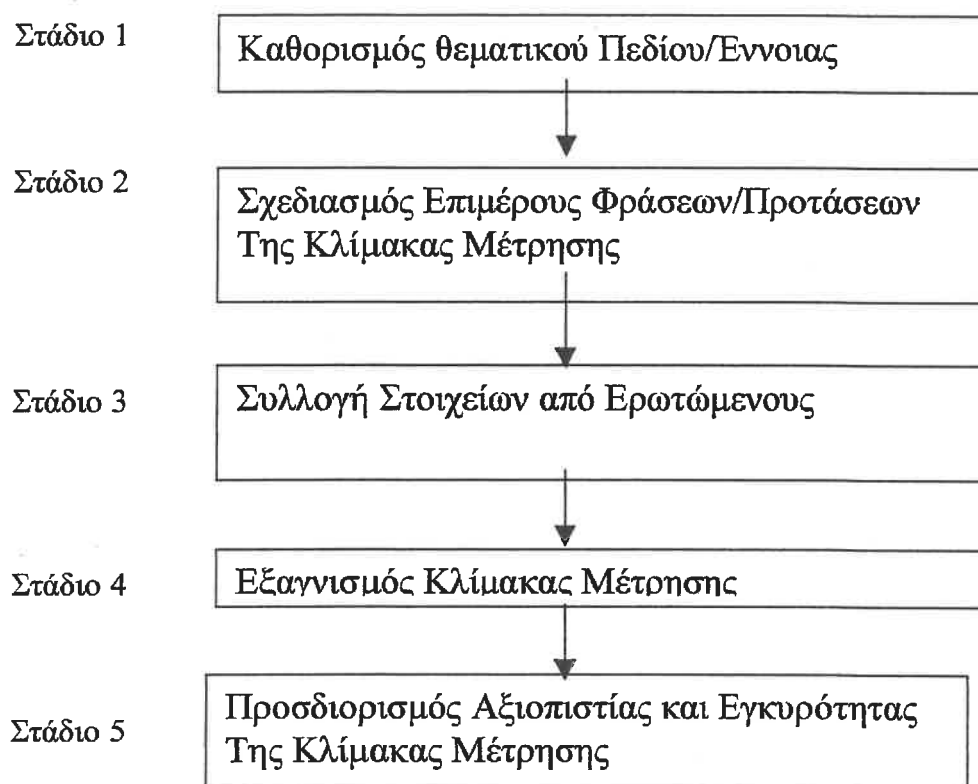 Στάδιο 1
Καθορισμός θεματικού Πεδίου/Έννοιας
Στάδιο 2
Σχεδιασμός Επιμέρους Φράσεων/Προτάσεων
Της Κλίμακας Μέτρησης
Στάδιο 3
Συλλογή Στοιχείων από Ερωτώμενους
Στάδιο 4
Εξαγνισμός Κλίμακας Μέτρησης
Στάδιο 5
Προσδιορισμός Αξιοπιστίας και Εγκυρότητας
Της Κλίμακας Μέτρησης